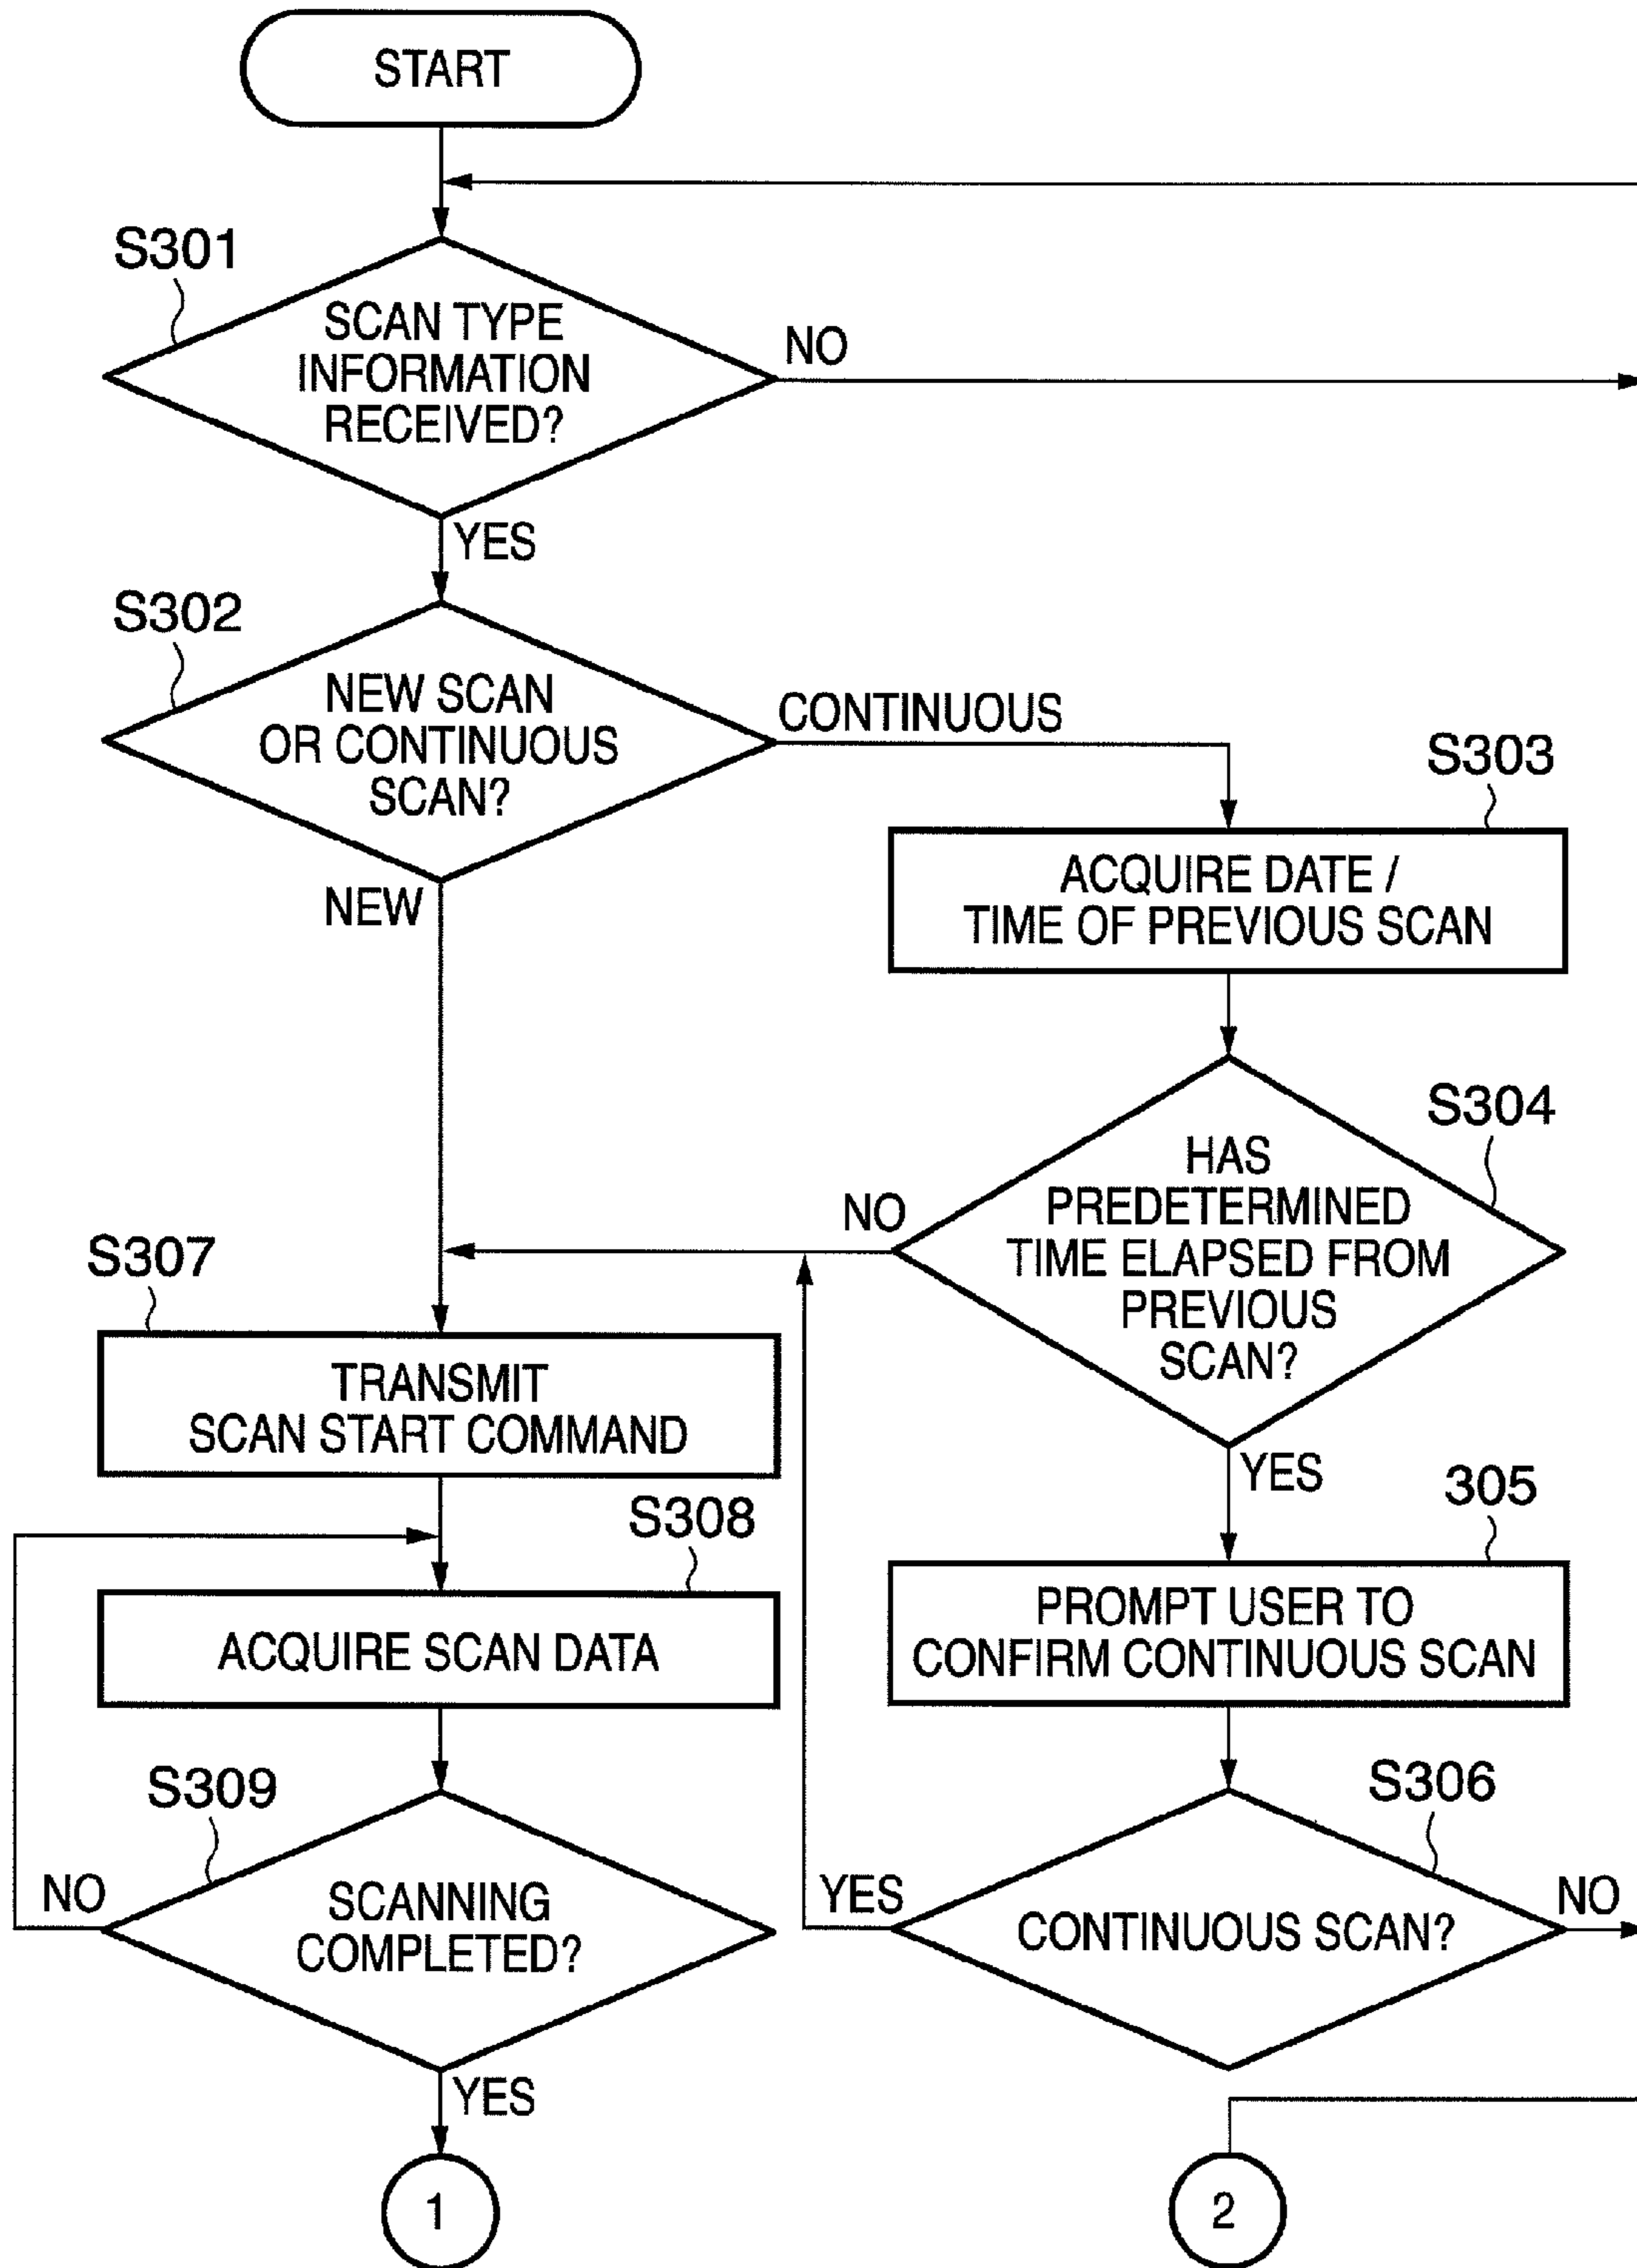 START
S301
SCAN TYPE
INFORMATION
RECEIVED?
NO
YES
S302
NEW SCAN
OR CONTINUOUS
SCAN?
CONTINUOUS
NEW
S303
ACQUIRE DATE /
TIME OF PREVIOUS SCAN
S304
HAS
PREDETERMINED
TIME ELAPSED FROM
PREVIOUS
SCAN?
NO
YES
305
PROMPT USER TO
CONFIRM CONTINUOUS SCAN
S306
CONTINUOUS SCAN?
YES
NO
S307
TRANSMIT
SCAN START COMMAND
S308
ACQUIRE SCAN DATA
S309
SCANNING
COMPLETED?
NO
YES
1
2